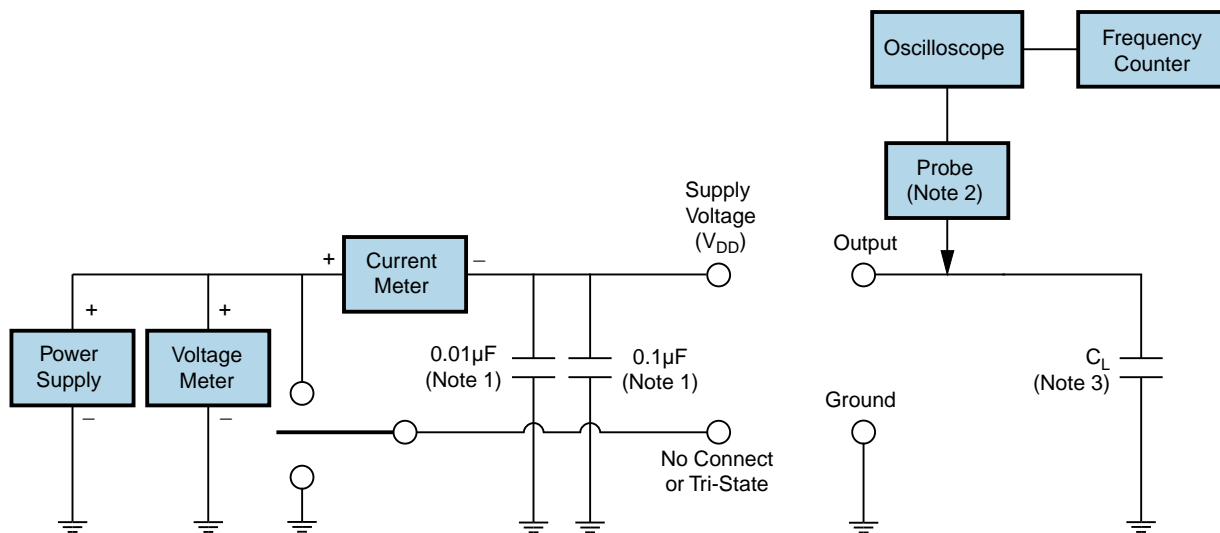 Oscilloscope
Frequency
Counter
Probe
(Note 2)
Supply
Voltage
(VDD)
Output
+
Current
Meter
–
+
Power
Supply
–
+
Voltage
Meter
–
0.01µF
(Note 1)
0.1µF
(Note 1)
CL
(Note 3)
Ground
No Connect
or Tri-State